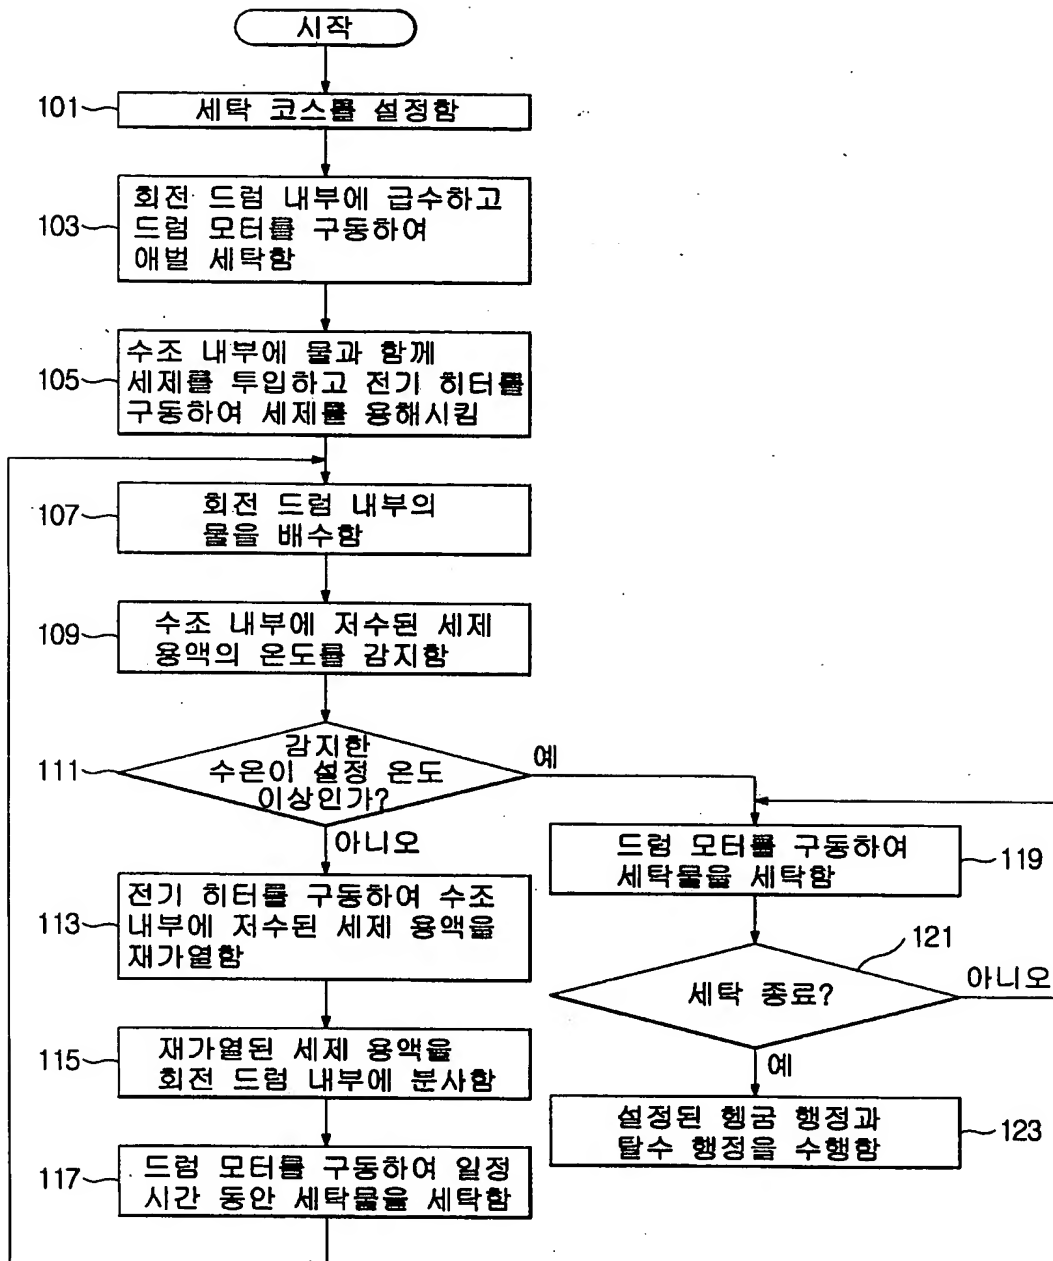 시작
101
세탁 코스를 설정함
103
회전 드럼 내부에 급수하고
드럼 모터를 구동하여
애벌 세탁함
105
수조 내부에 물과 함께
세제를 투입하고 전기 히터를
구동하여 세제를 용해시킴
107
회전 드럼 내부의
물을 배수함
109
수조 내부에 저수된 세제
용액의 온도를 감지함
111
감지한
수온이 설정 온도
이상인가?
예
아니오
113
전기 히터를 구동하여 수조
내부에 저수된 세제 용액을
재가열함
115
재가열된 세제 용액을
회전 드럼 내부에 분사함
117
드럼 모터를 구동하여 일정
시간 동안 세탁물을 세탁함
드럼 모터를 구동하여
세탁물을 세탁함
119
121
세탁 종료?
아니오
예
설정된 헹굼 행정과
탈수 행정을 수행함
123